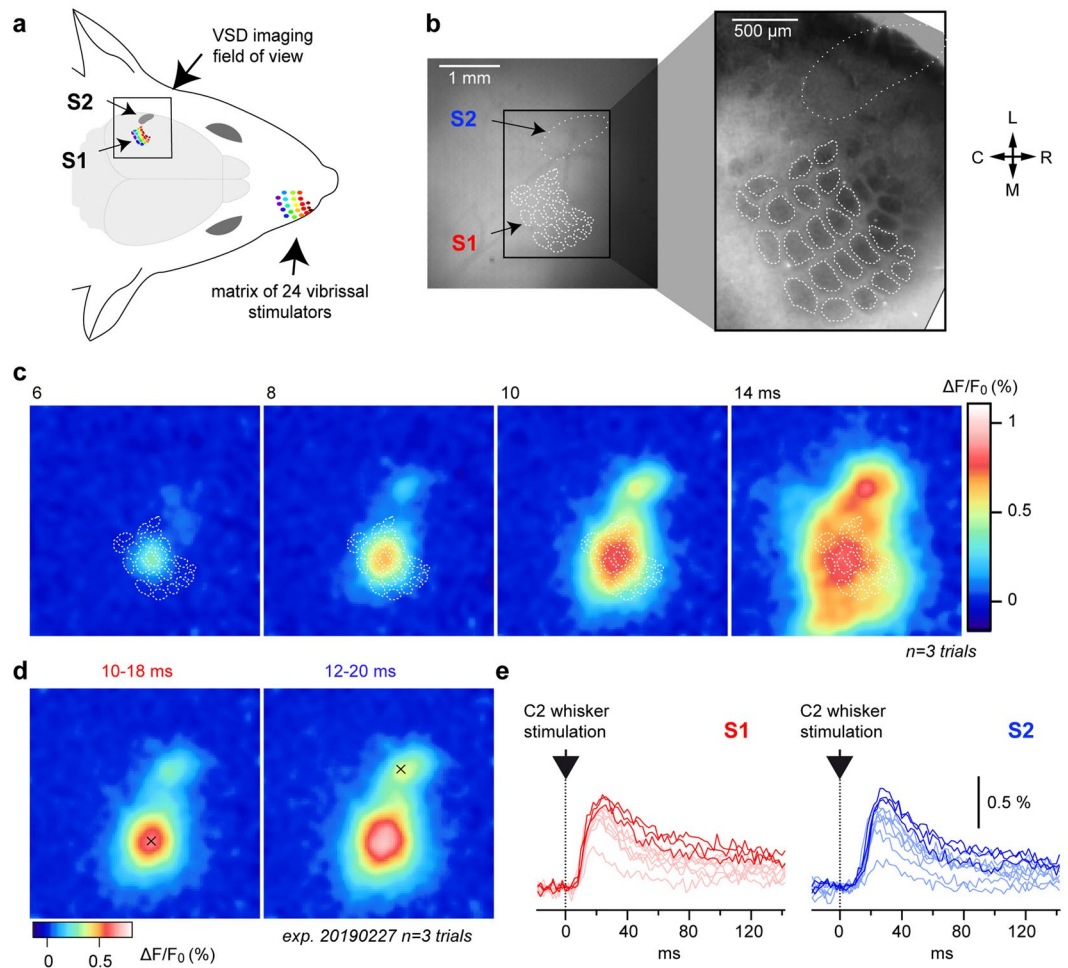 a
VSD imaging
field of view
S2
S1
matrix of 24 vibrissal
stimulators
b
1 mm
S2
S1
500 µm
L
C
R
M
c
6
8
10
14 ms
ΔF/F0 (%)
1
0.5
0
n=3 trials
d
10-18 ms
12-20 ms
0
0.5
ΔF/F0 (%)
exp. 20190227 n=3 trials
e
C2 whisker
stimulation
S1
0
40
80
120
ms
C2 whisker
stimulation
S2
0.5 %
0
40
80
120
ms